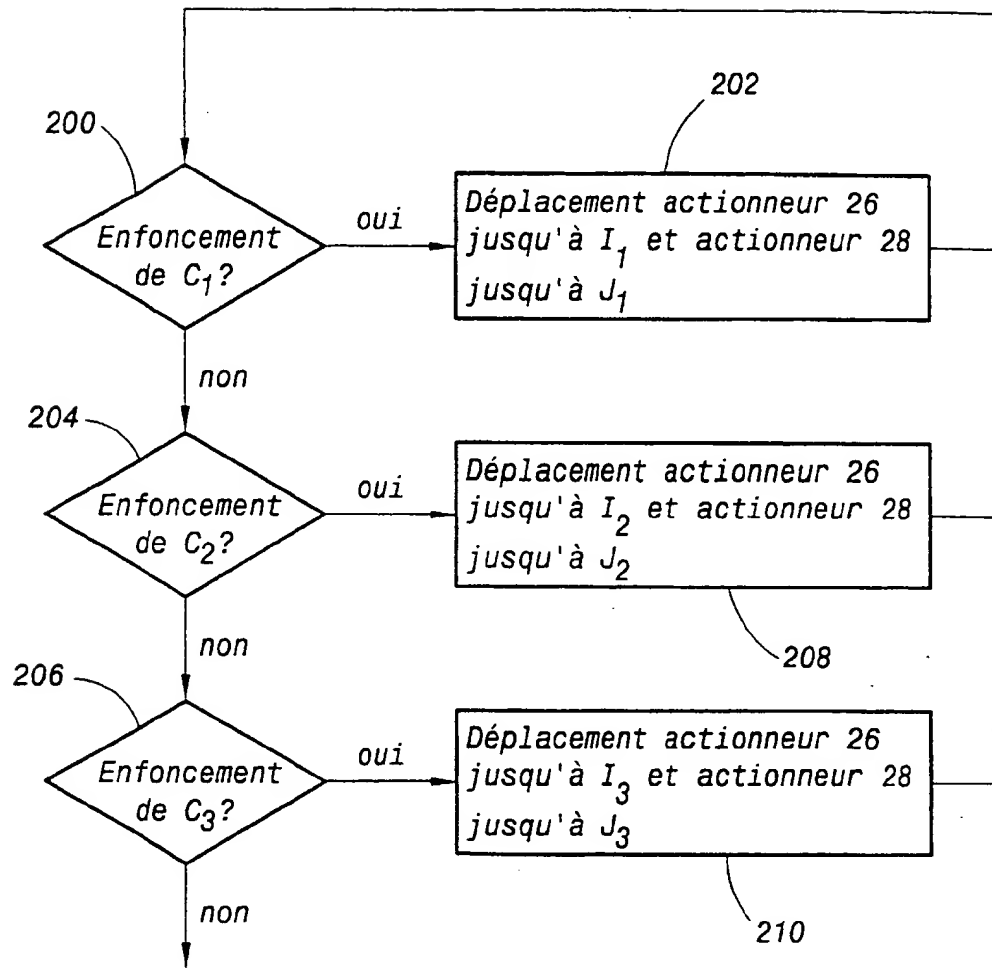 202
200
Enfoncement
de C₁?
oui
Déplacement actionneur 26
jusqu'à I₁ et actionneur 28
jusqu'à J₁
non
204
Enfoncement
de C₂?
oui
Déplacement actionneur 26
jusqu'à I₂ et actionneur 28
jusqu'à J₂
208
non
206
Enfoncement
de C₃?
oui
Déplacement actionneur 26
jusqu'à I₃ et actionneur 28
jusqu'à J₃
210
non